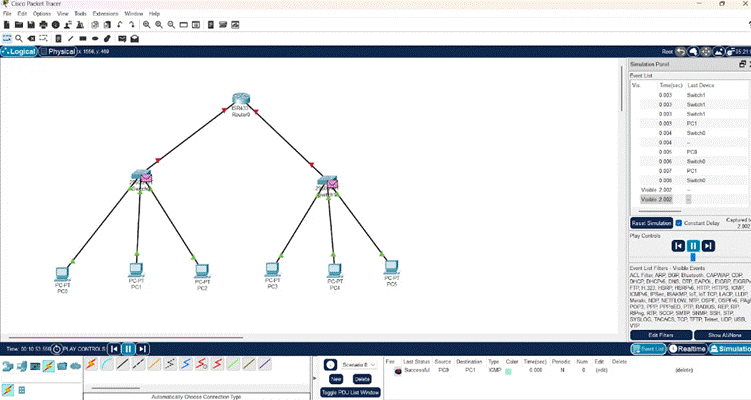 Cisco Packet Tracer
File Edit Options View Tools Extensions Window Help
Logical Physical x: 1056, y: 469
Root
Simulation Panel
Event List
Vis. Time(sec) Last Device
0.003 Switch1
0.003 Switch1
0.003 Switch1
0.003 PC1
0.004 Switch0
0.004 --
0.005 PC0
0.006 Switch0
0.007 PC1
0.008 Switch0
Visible 2.002 --
Visible 2.002 --
Reset Simulation Constant Delay Captured to
2.002
Play Controls
Event List Filters - Visible Events
ACL Filter, ARP, BGP, Bluetooth, CAPWAP, CDP,
DHCP, DHCPv6, DNS, DTP, EAPOL, EIGRP, EIGRPv6
FTP, H.323, HSRP, HSRPv6, HTTP, HTTPS, ICMP,
ICMPv6, IPSec, ISAKMP, IoT, IoT TCP, LACP, LLDP,
Meraki, NDP, NETFLOW, NTP, OSPF, OSPFv6, PAgP
POP3, PPP, PPPoED, PTP, RADIUS, REP, RIP,
RIPng, RTP, SCCP, SMTP, SNMP, SSH, STP,
SYSLOG, TACACS, TCP, TFTP, Telnet, UDP, USB,
VTP
Edit Filters Show All/None
Router0
PC-PT
PC0
PC-PT
PC1
PC-PT
PC2
PC-PT
PC3
PC-PT
PC4
PC-PT
PC5
PLAY CONTROLS
Event List Realtime Simulation
Scenario 0
New Delete
Toggle PDU List Window
Fire Last Status Source Destination Type Color Time(sec) Periodic Num Edit Delete
Successful PC0 PC1 ICMP 0.000 N 0 (edit) (delete)
Automatically Choose Connection Type